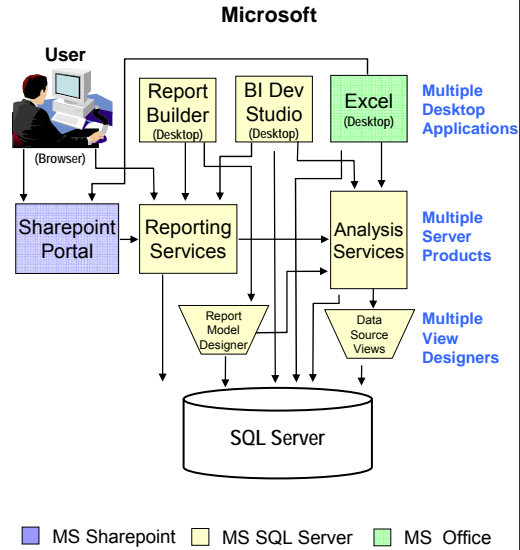 Microsoft
User
(Browser)
Report
Builder
(Desktop)
BI Dev
Studio
(Desktop)
Excel
(Desktop)
Multiple
Desktop
Applications
Sharepoint
Portal
Reporting
Services
Analysis
Services
Multiple
Server
Products
Report
Model
Designer
Data
Source
Views
Multiple
View
Designers
SQL Server
MS Sharepoint
MS SQL Server
MS Office